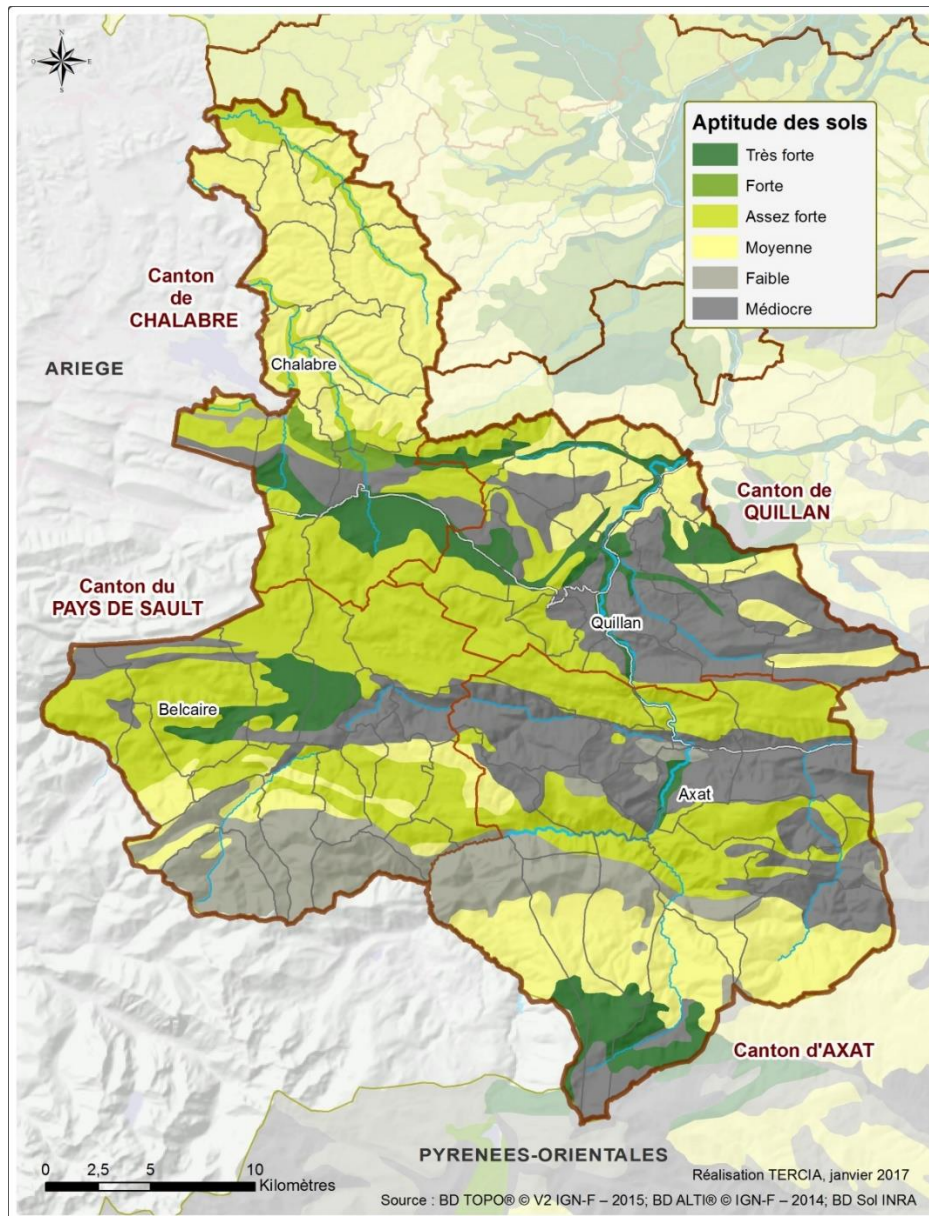 N
O
E
S
Aptitude des sols
Très forte
Forte
Assez forte
Moyenne
Faible
Médiocre
Canton
de
CHALABRE
ARIEGE
Chalabre
Canton de
QUILLAN
Canton du
PAYS DE SAULT
Quillan
Belcaire
Axat
Canton d'AXAT
PYRENEES-ORIENTALES
0 2,5 5 10
Kilomètres
Réalisation TERCIA, janvier 2017
Source : BD TOPO® © V2 IGN-F – 2015; BD ALTI® © IGN-F – 2014; BD Sol INRA